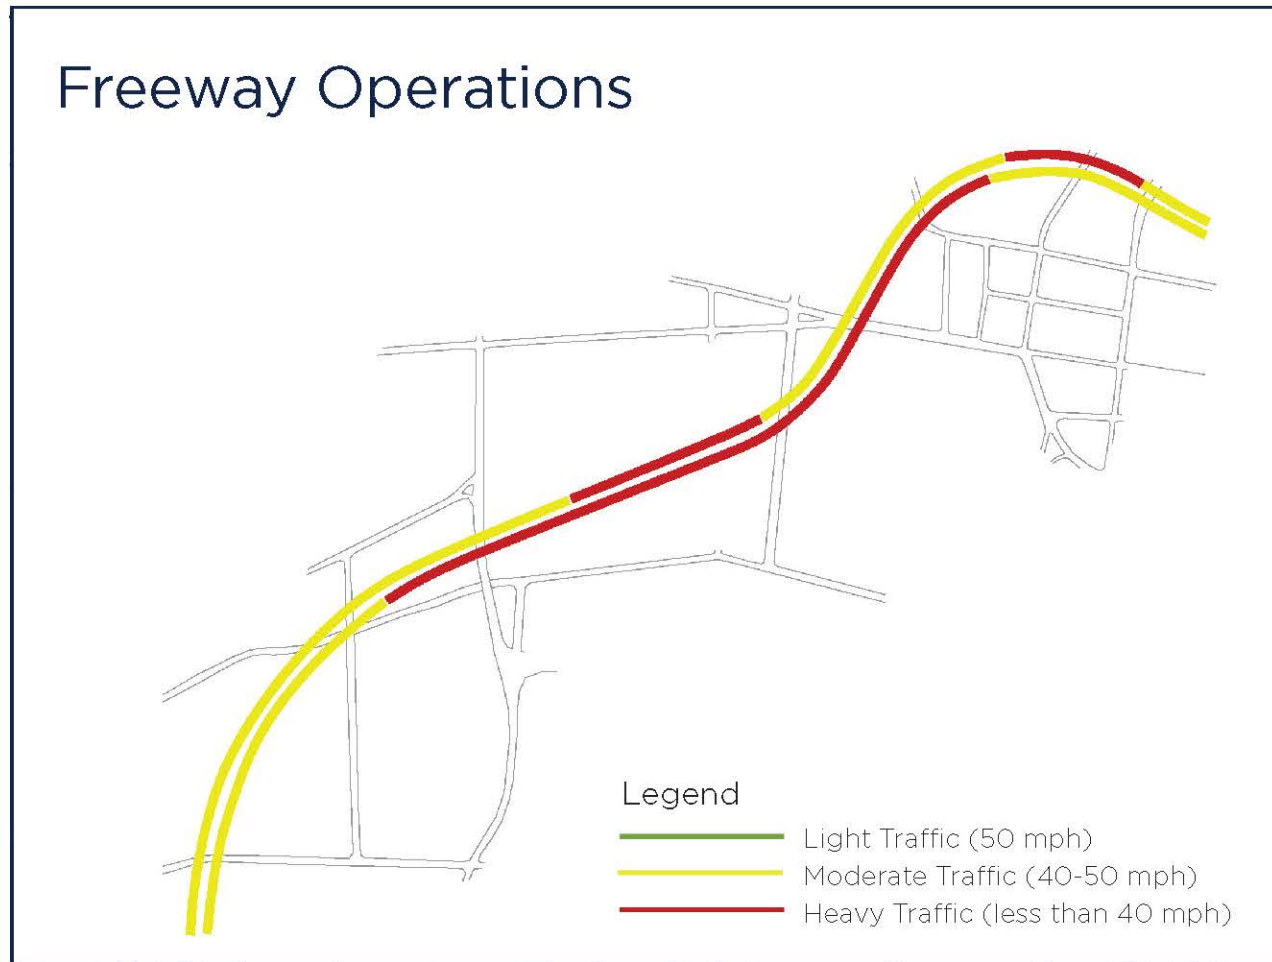 Freeway Operations
Legend
Light Traffic (50 mph)
Moderate Traffic (40-50 mph)
Heavy Traffic (less than 40 mph)